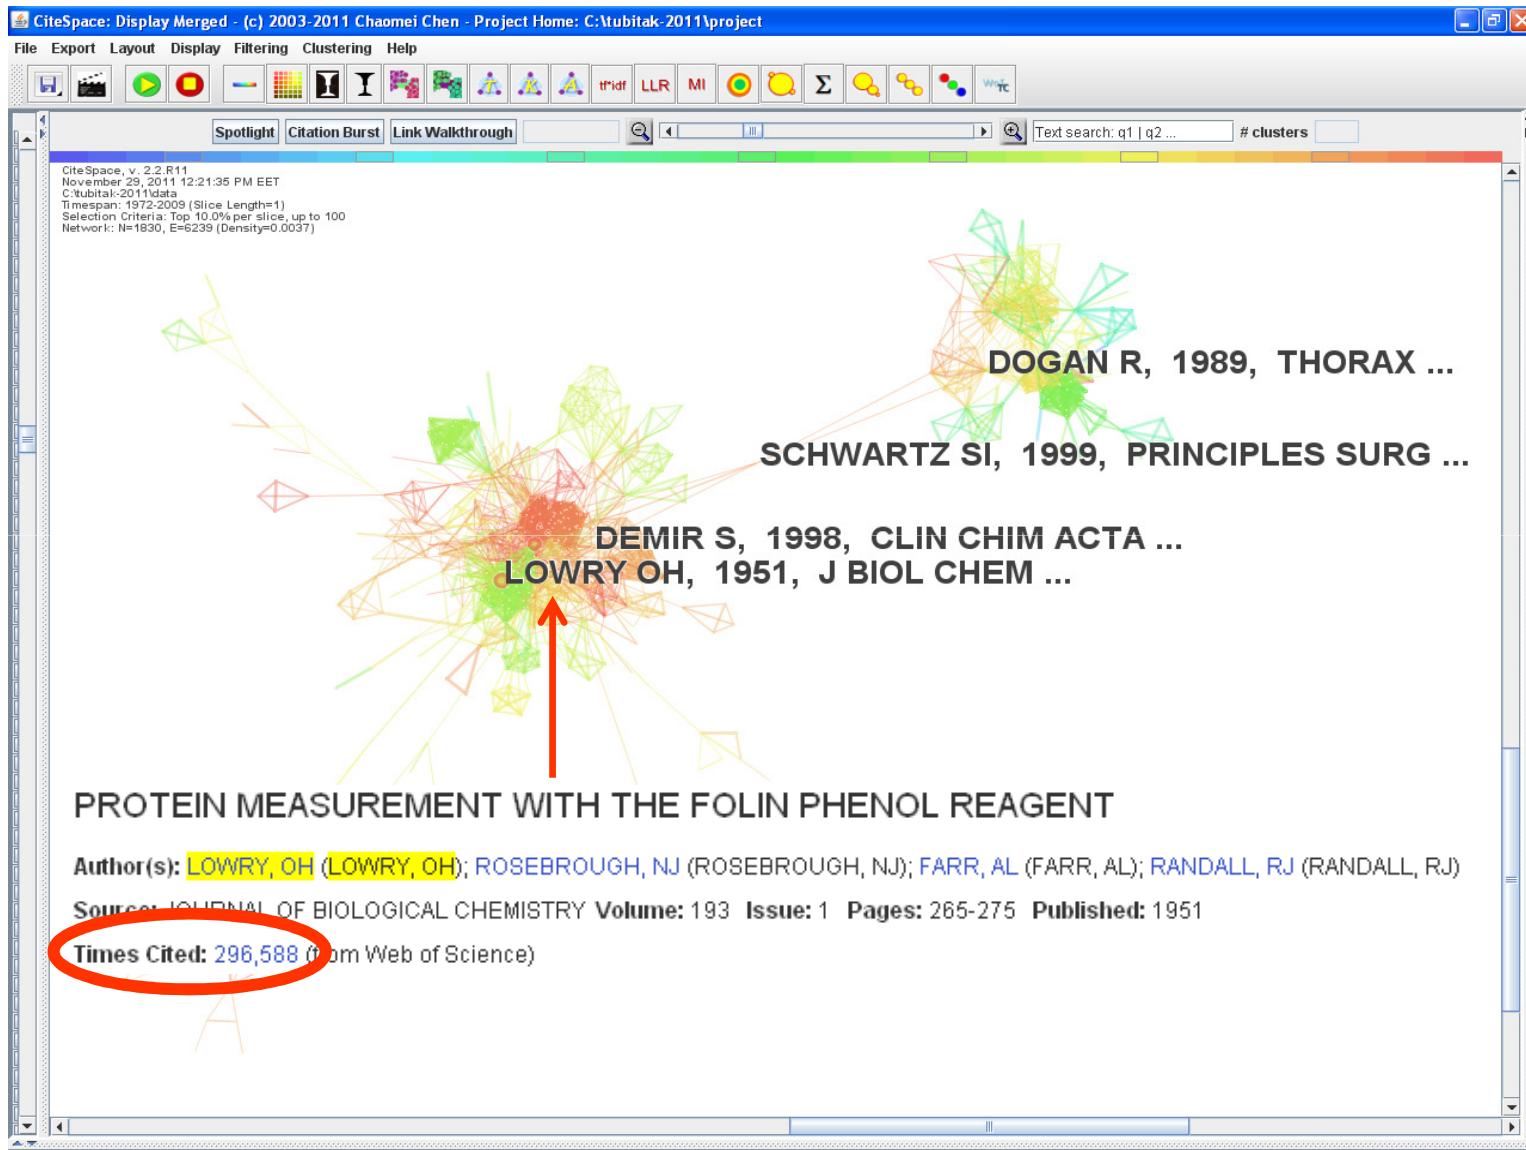 CiteSpace: Display Merged - (c) 2003-2011 Chaomei Chen - Project Home: C:\tubitak-2011\project
File Export Layout Display Filtering Clustering Help
tf*idf LLR MI Σ
Spotlight Citation Burst Link Walkthrough Text search: q1 | q2 ... # clusters
CiteSpace, v. 2.2.R11
November 29, 2011 12:21:35 PM EET
C:\tubitak-2011\data
Timespan: 1972-2009 (Slice Length=1)
Selection Criteria: Top 10.0% per slice, up to 100
Network: N=1830, E=6239 (Density=0.0037)
DOGAN R, 1989, THORAX ...
SCHWARTZ SI, 1999, PRINCIPLES SURG ...
DEMIR S, 1998, CLIN CHIM ACTA ...
LOWRY OH, 1951, J BIOL CHEM ...
PROTEIN MEASUREMENT WITH THE FOLIN PHENOL REAGENT
Author(s): LOWRY, OH (LOWRY, OH); ROSEBROUGH, NJ (ROSEBROUGH, NJ); FARR, AL (FARR, AL); RANDALL, RJ (RANDALL, RJ)
Source: JOURNAL OF BIOLOGICAL CHEMISTRY Volume: 193 Issue: 1 Pages: 265-275 Published: 1951
Times Cited: 296,588 (from Web of Science)